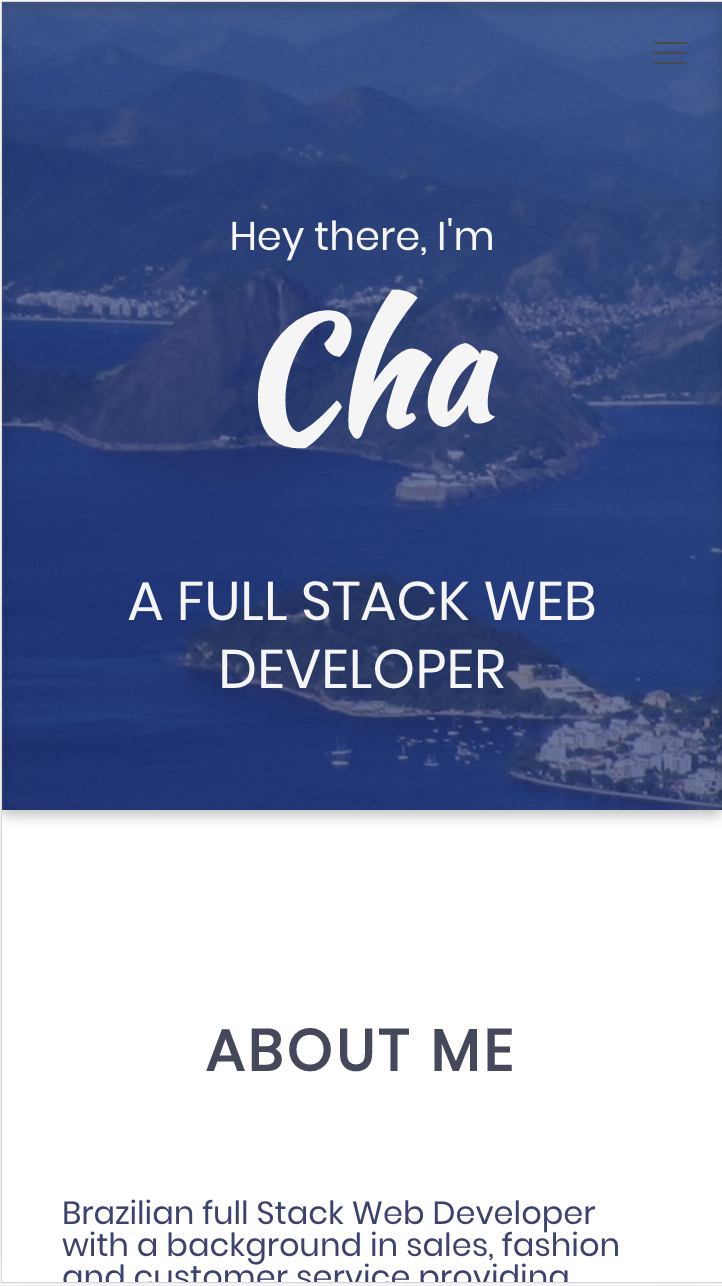 Hey there, I'm
Cha
A FULL STACK WEB
DEVELOPER
ABOUT ME
Brazilian full Stack Web Developer
with a background in sales, fashion
and customer service providing